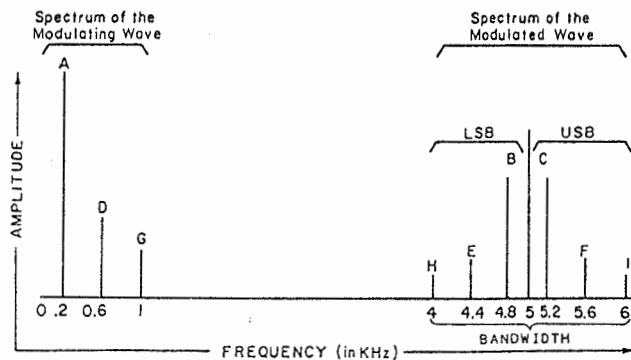 Spectrum of the
Modulating Wave
Spectrum of the
Modulated Wave
A
LSB
USB
B
C
D
G
H
E
F
I
AMPLITUDE
0 .2 0.6 1 4 4.4 4.8 5 5.2 5.6 6
BANDWIDTH
FREQUENCY (in KHz)